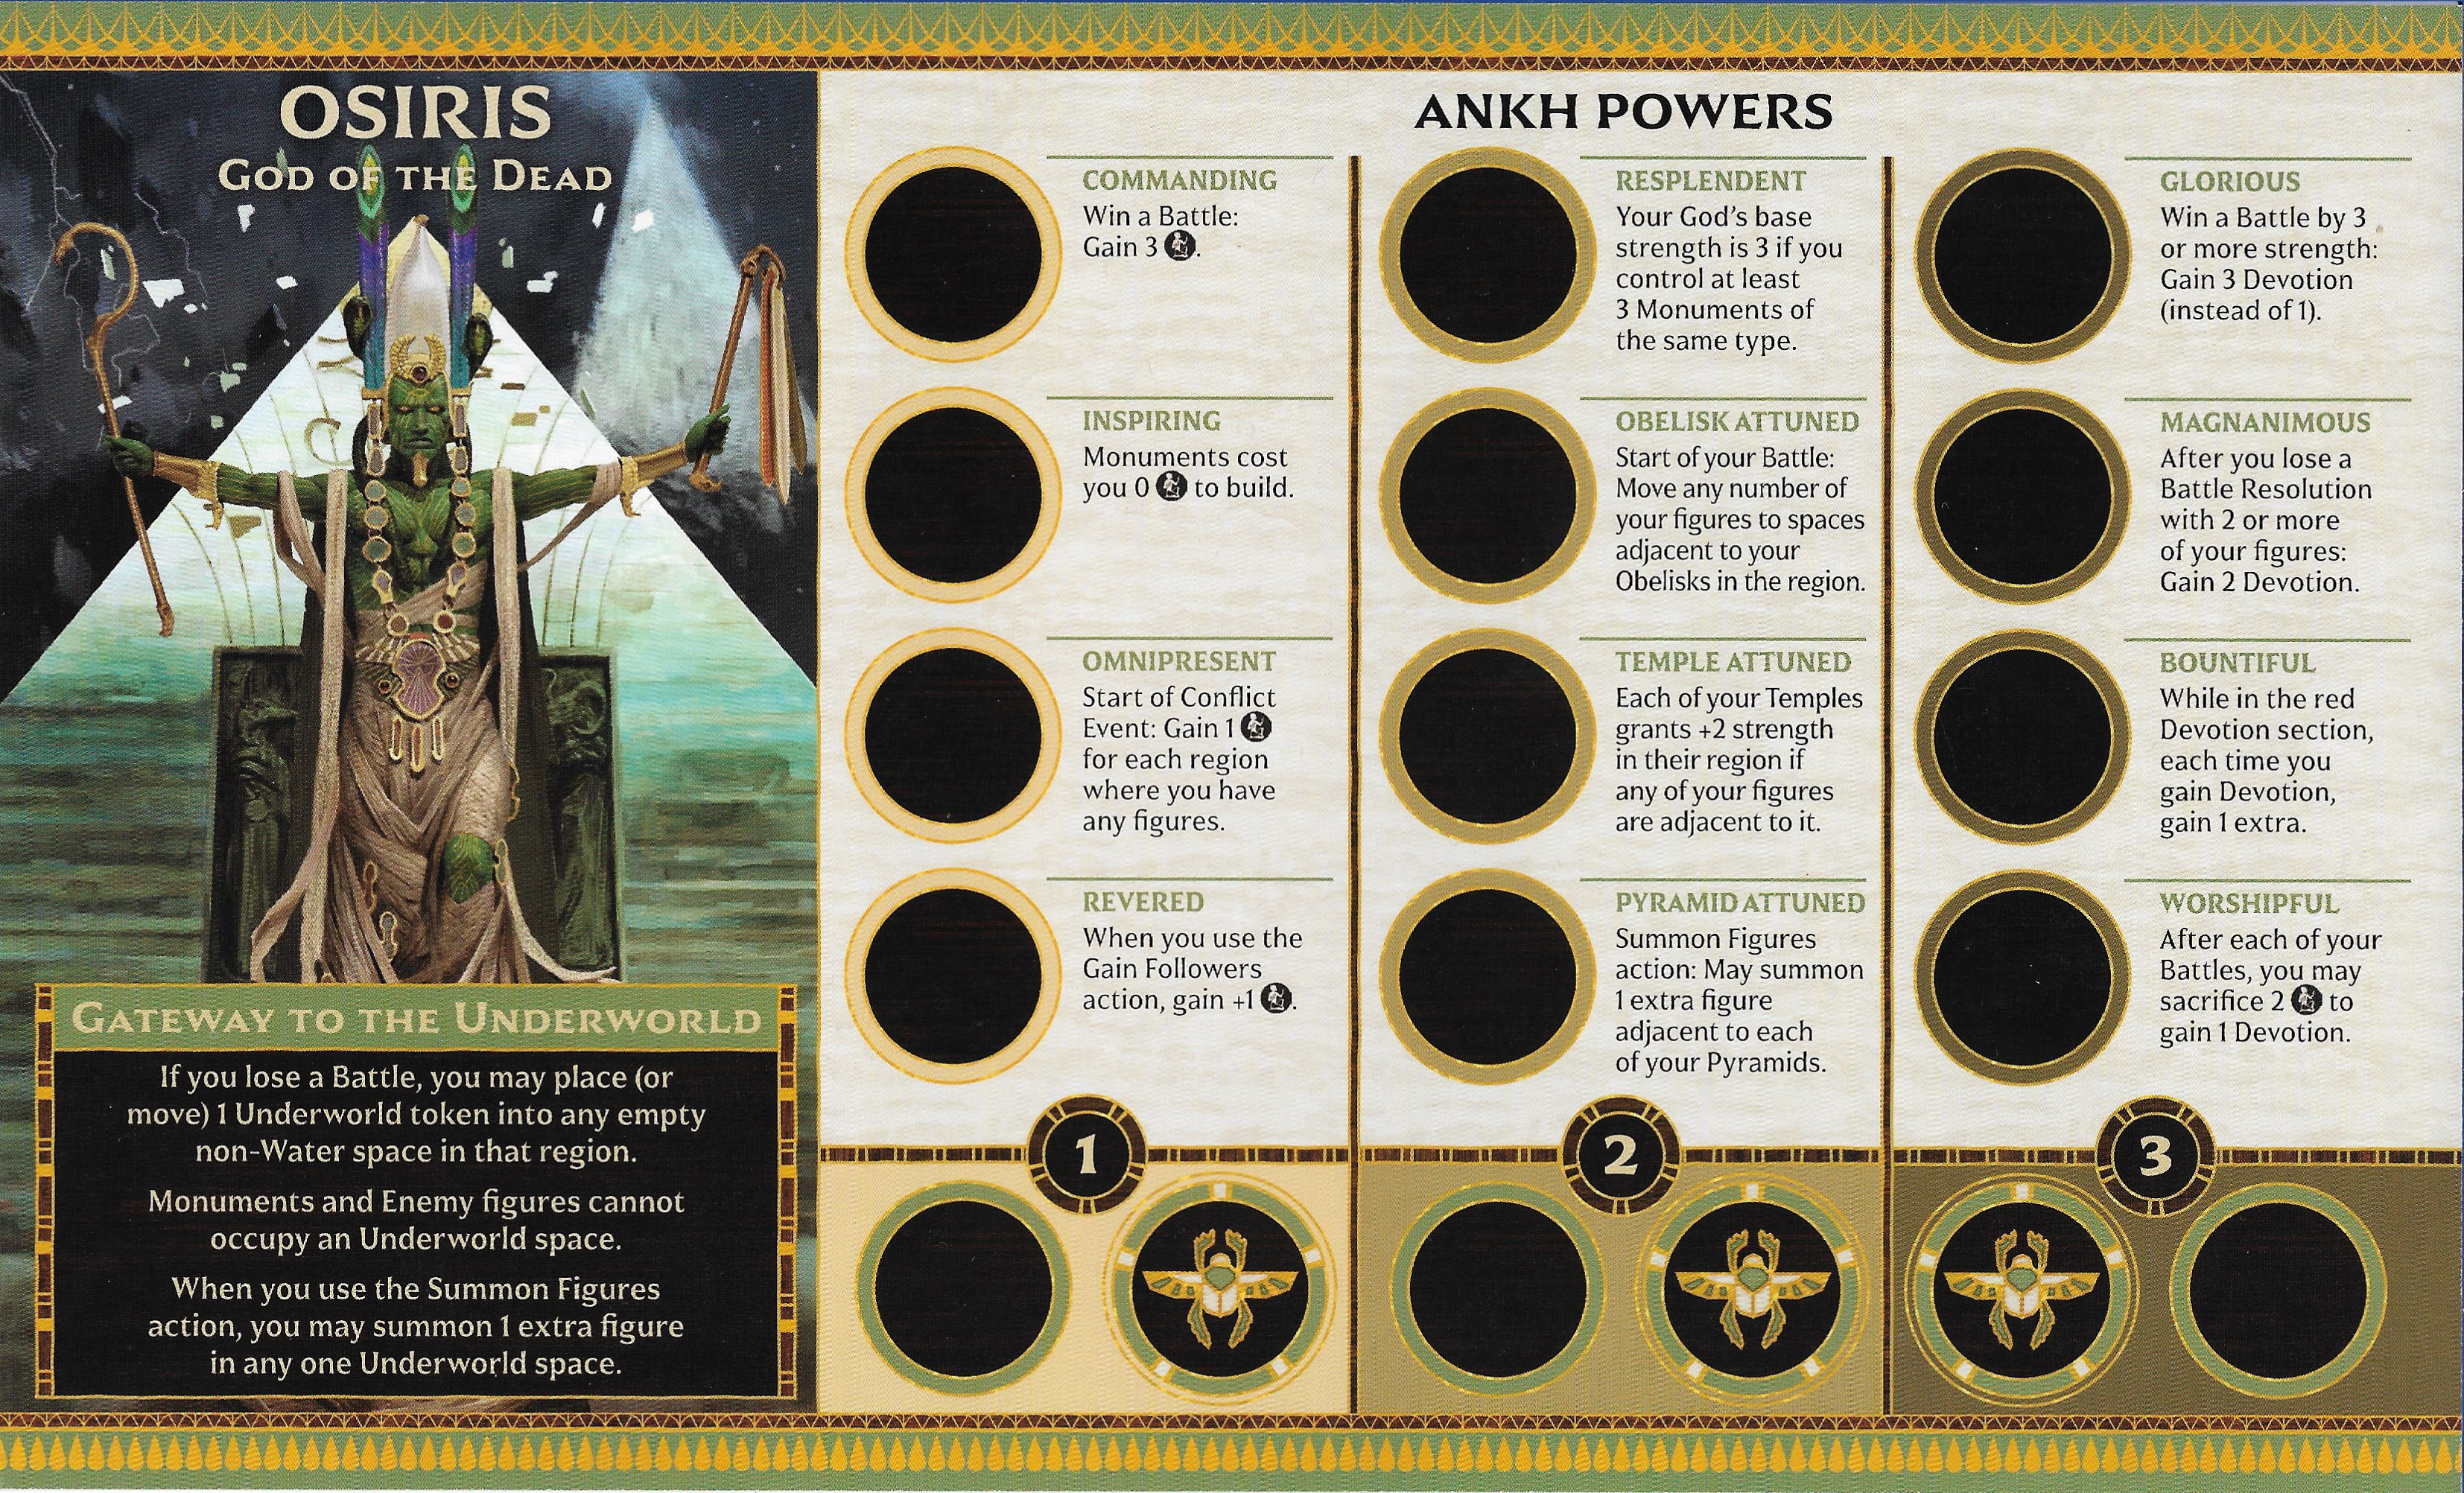 OSIRIS
GOD OF THE DEAD
GATEWAY TO THE UNDERWORLD
If you lose a Battle, you may place (or
move) 1 Underworld token into any empty
non-Water space in that region.
Monuments and Enemy figures cannot
occupy an Underworld space.
When you use the Summon Figures
action, you may summon 1 extra figure
in any one Underworld space.
ANKH POWERS
COMMANDING
Win a Battle:
Gain 3 .
INSPIRING
Monuments cost
you 0 to build.
OMNIPRESENT
Start of Conflict
Event: Gain 1
for each region
where you have
any figures.
REVERED
When you use the
Gain Followers
action, gain +1 .
1
RESPLENDENT
Your God's base
strength is 3 if you
control at least
3 Monuments of
the same type.
OBELISK ATTUNED
Start of your Battle:
Move any number of
your figures to spaces
adjacent to your
Obelisks in the region.
TEMPLE ATTUNED
Each of your Temples
grants +2 strength
in their region if
any of your figures
are adjacent to it.
PYRAMID ATTUNED
Summon Figures
action: May summon
1 extra figure
adjacent to each
of your Pyramids.
2
GLORIOUS
Win a Battle by 3
or more strength:
Gain 3 Devotion
(instead of 1).
MAGNANIMOUS
After you lose a
Battle Resolution
with 2 or more
of your figures:
Gain 2 Devotion.
BOUNTIFUL
While in the red
Devotion section,
each time you
gain Devotion,
gain 1 extra.
WORSHIPFUL
After each of your
Battles, you may
sacrifice 2 to
gain 1 Devotion.
3